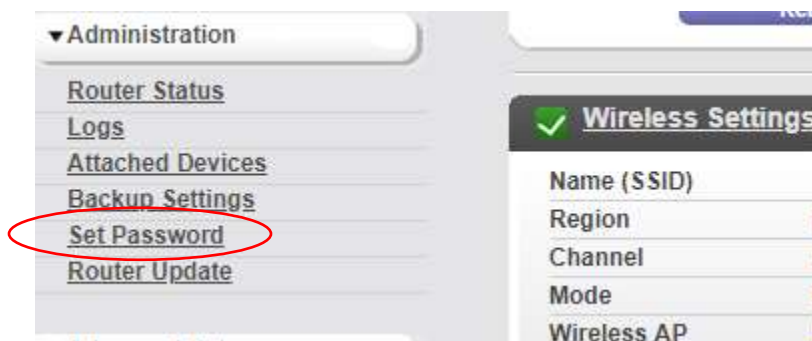 Administration
Router Status
Logs
Attached Devices
Backup Settings
Set Password
Router Update
Wireless Settings
Name (SSID)
Region
Channel
Mode
Wireless AP